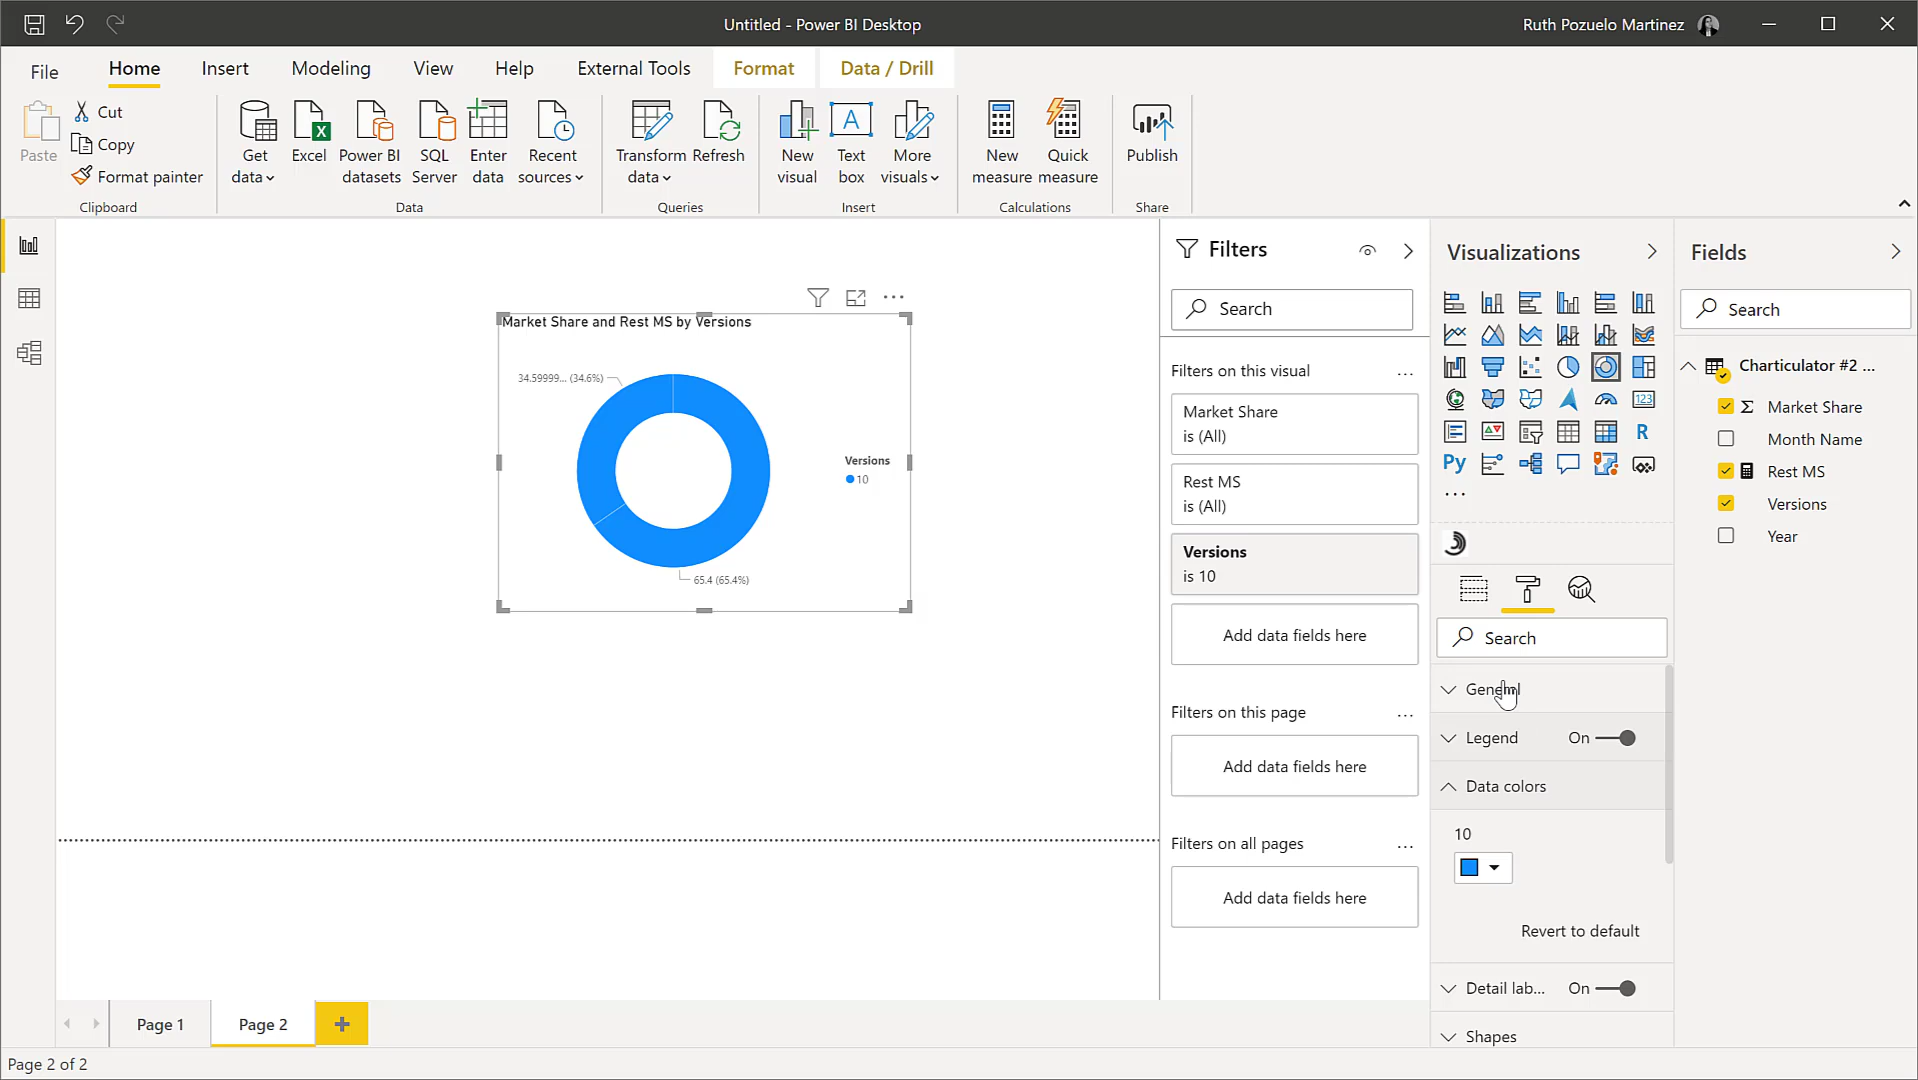 Untitled - Power BI Desktop
Ruth Pozuelo Martinez
File
Home
Insert
Modeling
View
Help
External Tools
Format
Data / Drill
Paste
Cut
Copy
Format painter
Clipboard
Get data
Excel
Power BI datasets
SQL Server
Enter data
Recent sources
Data
Transform data
Refresh
Queries
New visual
Text box
More visuals
Insert
New measure
Quick measure
Calculations
Publish
Share
Market Share and Rest MS by Versions
34.59999... (34.6%)
65.4 (65.4%)
Versions
10
Filters
Search
Filters on this visual
...
Market Share
is (All)
Rest MS
is (All)
Versions
is 10
Add data fields here
Filters on this page
...
Add data fields here
Filters on all pages
...
Add data fields here
Visualizations
123
R
Py
...
Search
General
Legend
On
Data colors
10
Revert to default
Detail lab...
On
Shapes
Fields
Search
Charticulator #2 ...
Market Share
Month Name
Rest MS
Versions
Year
Page 1
Page 2
Page 2 of 2